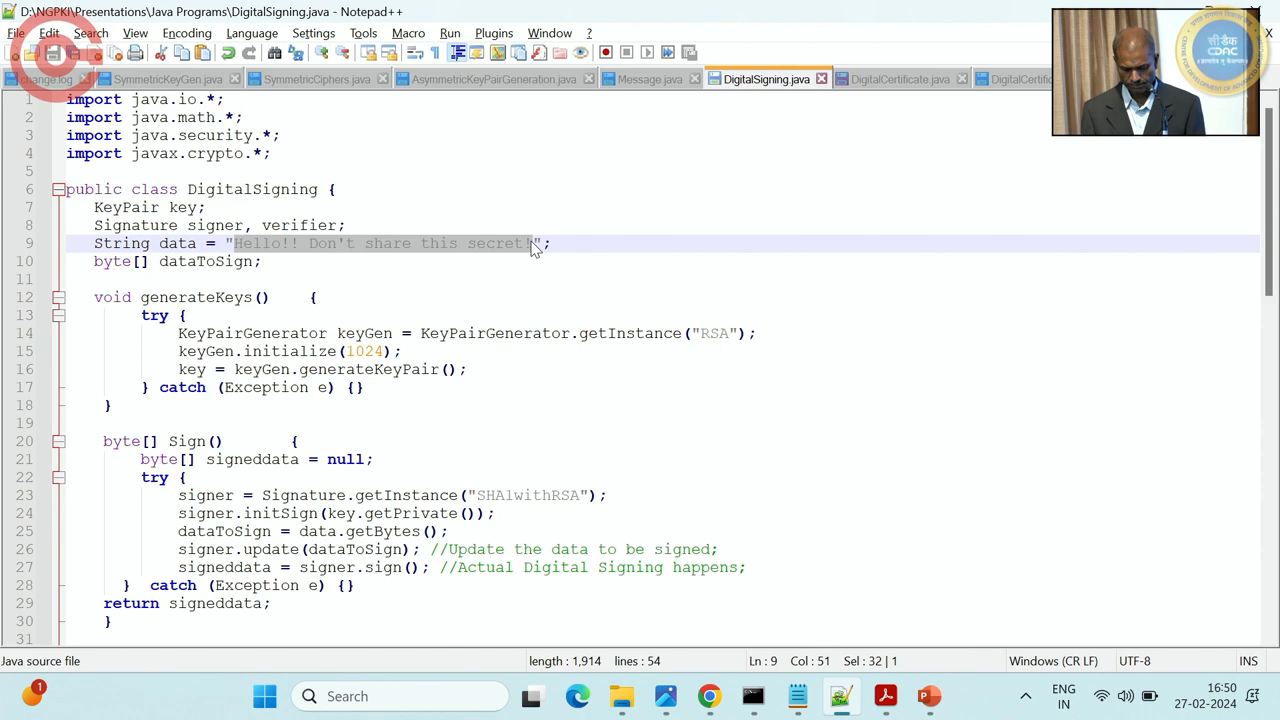 D:\NGPKI\Presentations\Java Programs\DigitalSigning.java - Notepad++
File Edit Search View Encoding Language Settings Tools Macro Run Plugins Window ?
change.log SymmetricKeyGen.java SymmetricCiphers.java AsymmetricKeyPairGeneration.java Message.java DigitalSigning.java DigitalCertificate.java DigitalCertifi
1 import java.io.*;
2 import java.math.*;
3 import java.security.*;
4 import javax.crypto.*;
5
6 public class DigitalSigning {
7 KeyPair key;
8 Signature signer, verifier;
9 String data = "Hello!! Don't share this secret!";
10 byte[] dataToSign;
11
12 void generateKeys() {
13 try {
14 KeyPairGenerator keyGen = KeyPairGenerator.getInstance("RSA");
15 keyGen.initialize(1024);
16 key = keyGen.generateKeyPair();
17 } catch (Exception e) {}
18 }
19
20 byte[] Sign() {
21 byte[] signeddata = null;
22 try {
23 signer = Signature.getInstance("SHA1withRSA");
24 signer.initSign(key.getPrivate());
25 dataToSign = data.getBytes();
26 signer.update(dataToSign); //Update the data to be signed;
27 signeddata = signer.sign(); //Actual Digital Signing happens;
28 } catch (Exception e) {}
29 return signeddata;
30 }
31
Java source file length : 1,914 lines : 54 Ln : 9 Col : 51 Sel : 32 | 1 Windows (CR LF) UTF-8 INS
1 Search ENG IN 16:50 27-02-2024
सीडैक
CDAC